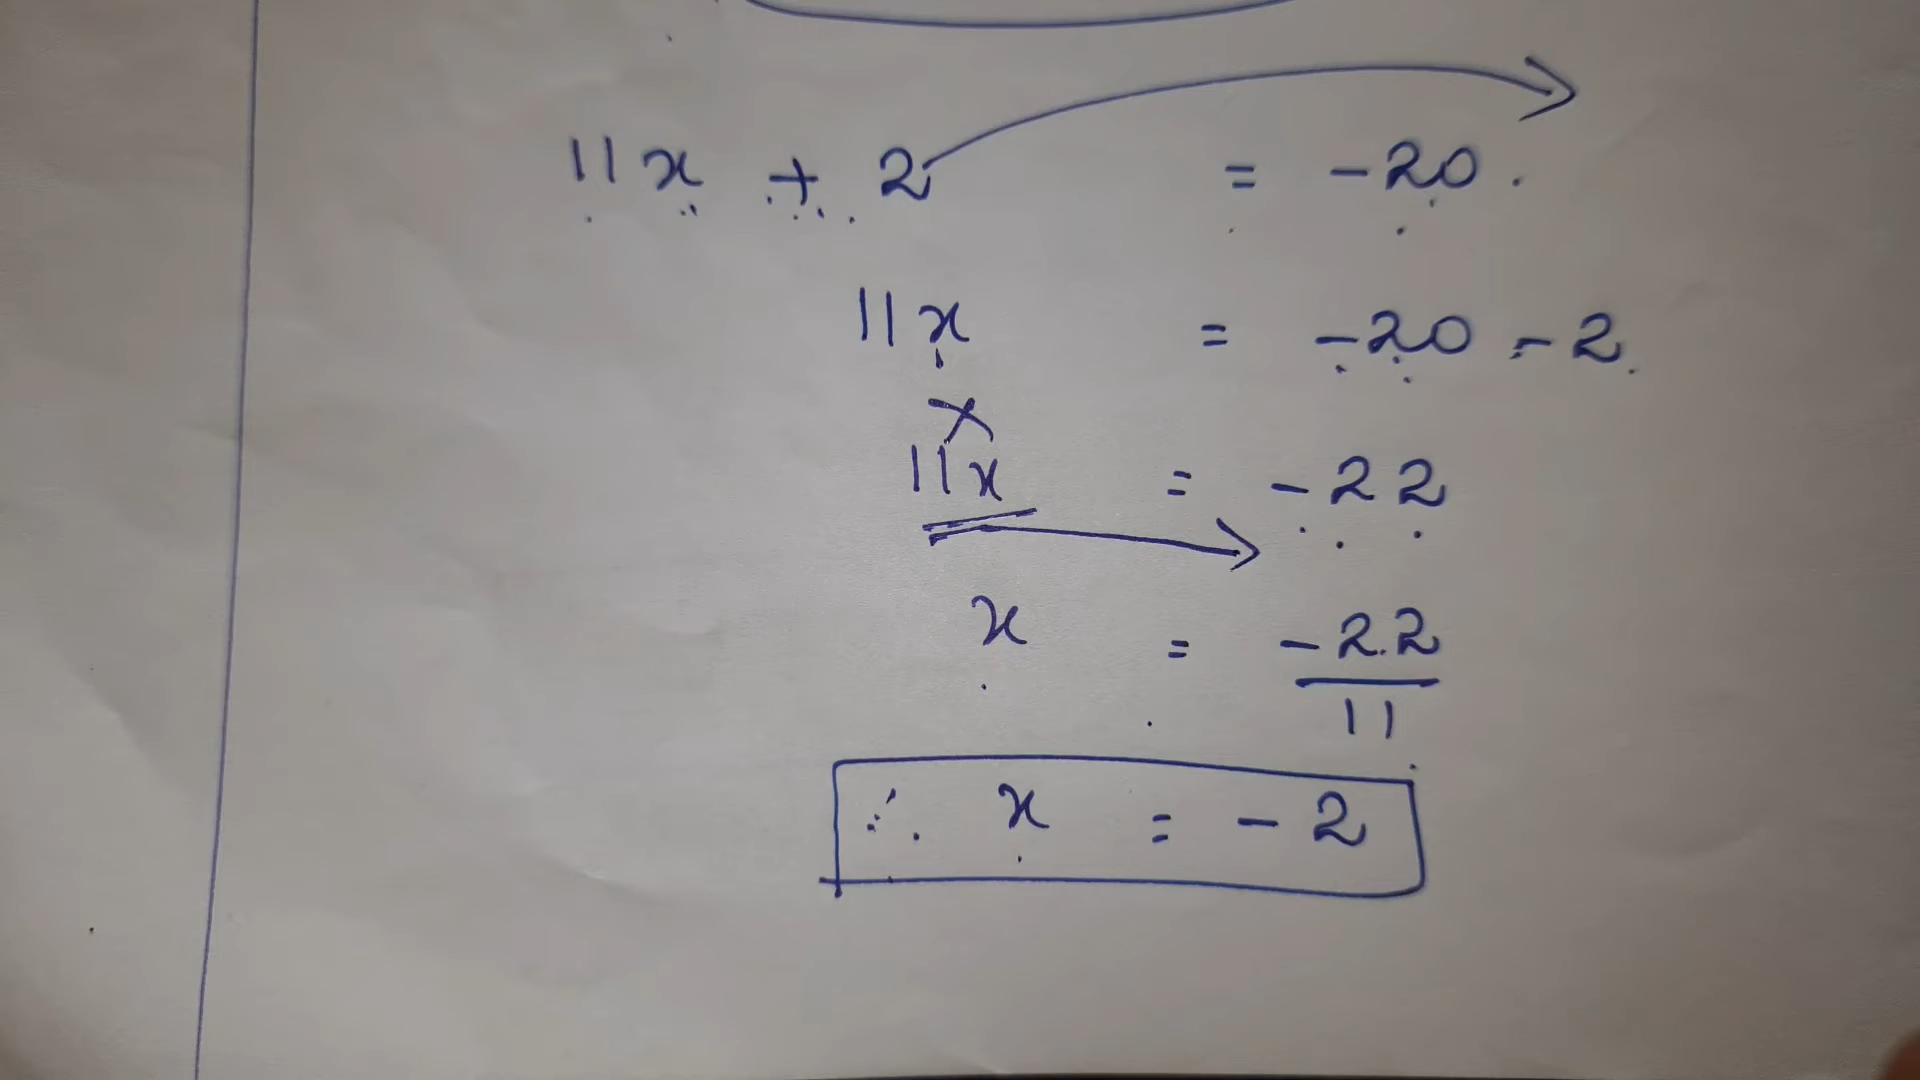 11x + 2 = -20.
11x = -20 - 2.
x
11x = -22
x = -22
11
∴ x = -2